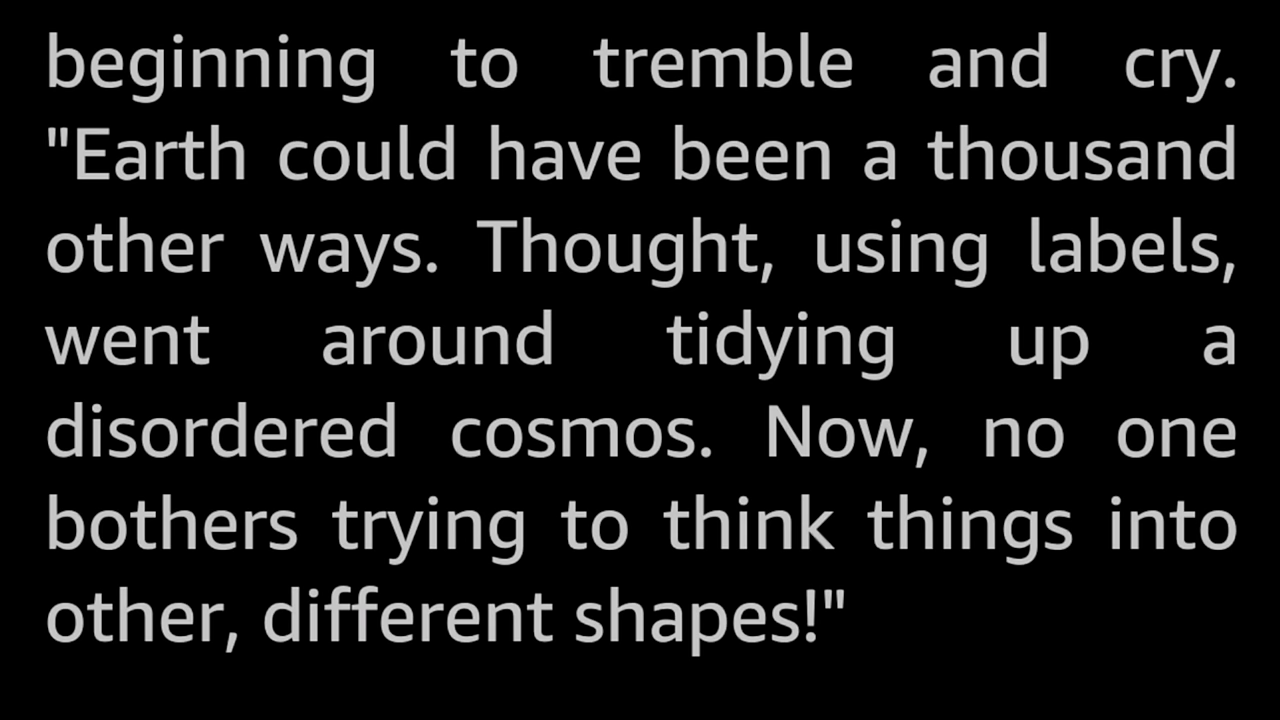 beginning to tremble and cry.
"Earth could have been a thousand
other ways. Thought, using labels,
went around tidying up a
disordered cosmos. Now, no one
bothers trying to think things into
other, different shapes!"